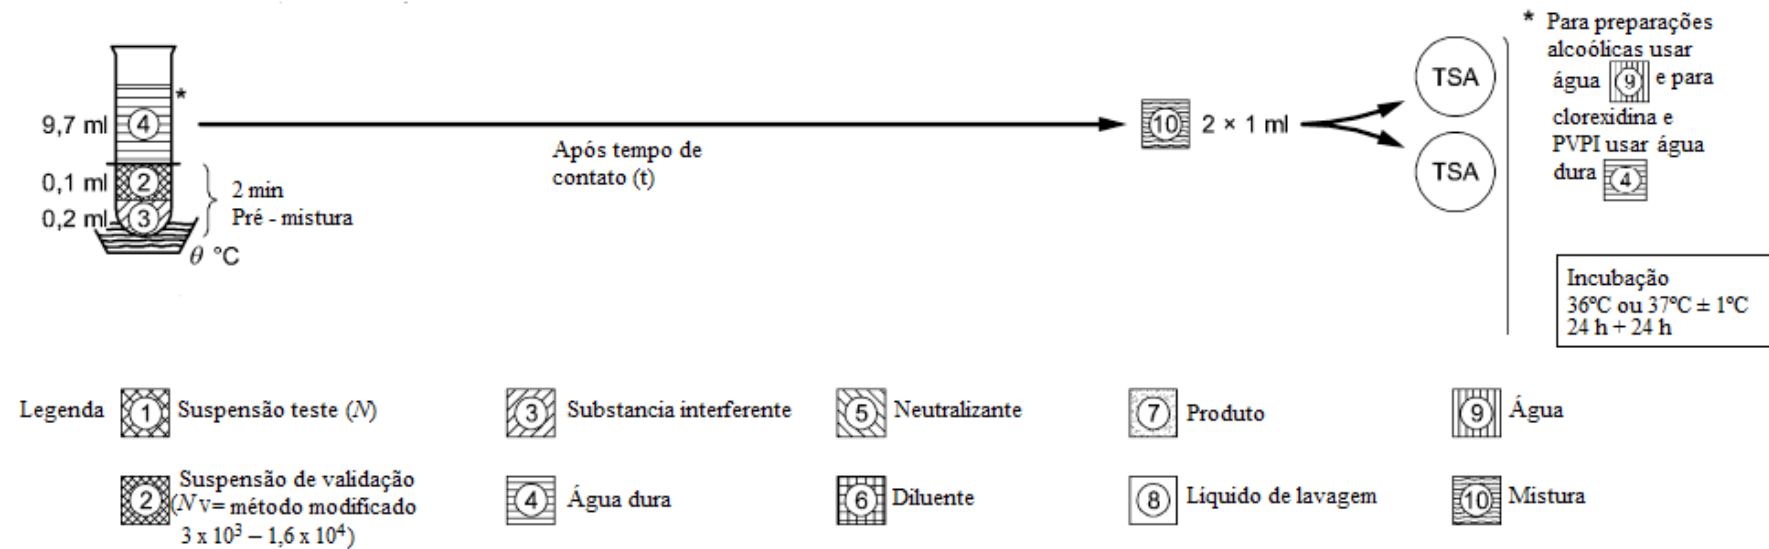 * Para preparações
alcoólicas usar
água 9 e para
clorexidina e
PVPI usar água
dura 4
TSA
TSA
*
9,7 ml 4
10 2 × 1 ml
Após tempo de
contato (t)
0,1 ml 2
0,2 ml 3
2 min
Pré - mistura
θ °C
Incubação
36ºC ou 37ºC ± 1ºC
24 h + 24 h
Legenda 1 Suspensão teste (N)
3 Substancia interferente
5 Neutralizante
7 Produto
9 Água
2 Suspensão de validação
(Nv= método modificado
3 x 10³ – 1,6 x 10⁴)
4 Água dura
6 Diluente
8 Liquido de lavagem
10 Mistura